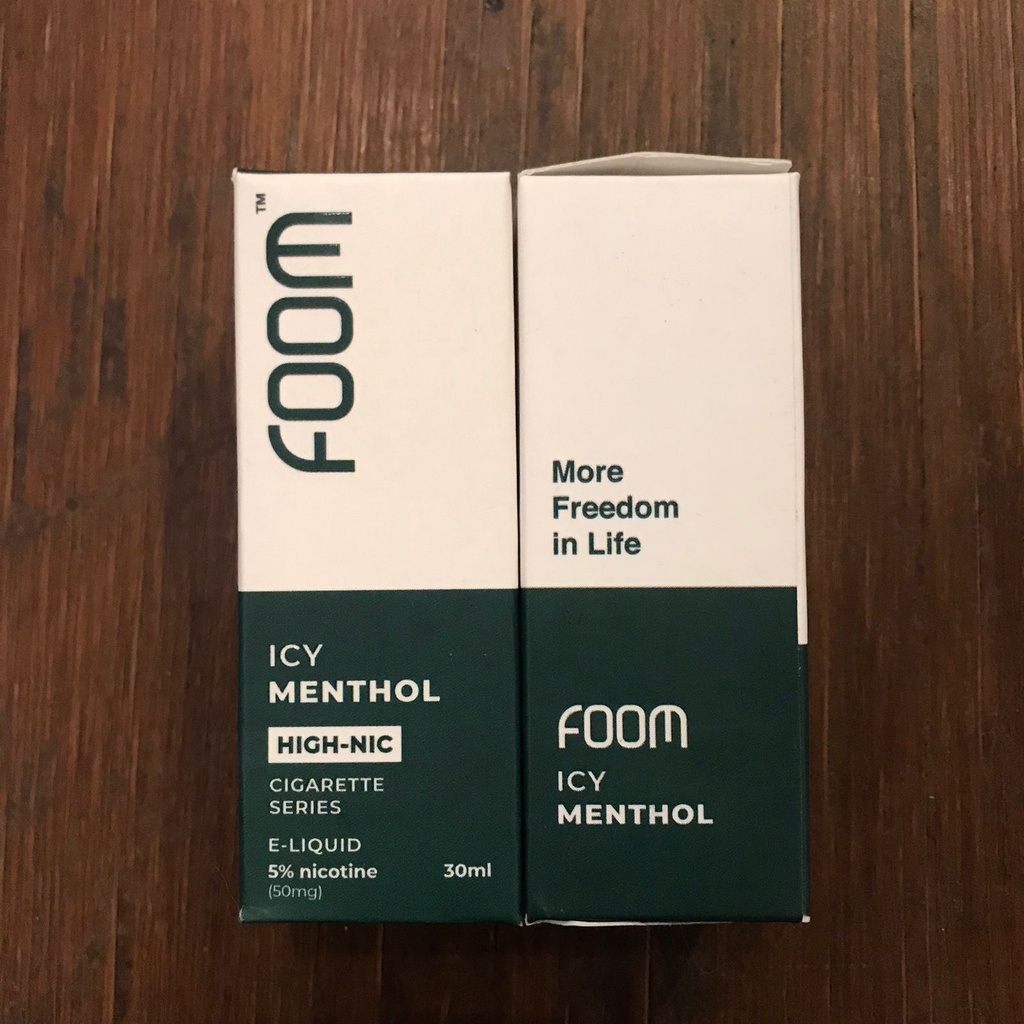 FOOM™
ICY
MENTHOL
HIGH-NIC
CIGARETTE
SERIES
E-LIQUID
5% nicotine 30ml
(50mg)
More
Freedom
in Life
FOOM
ICY
MENTHOL